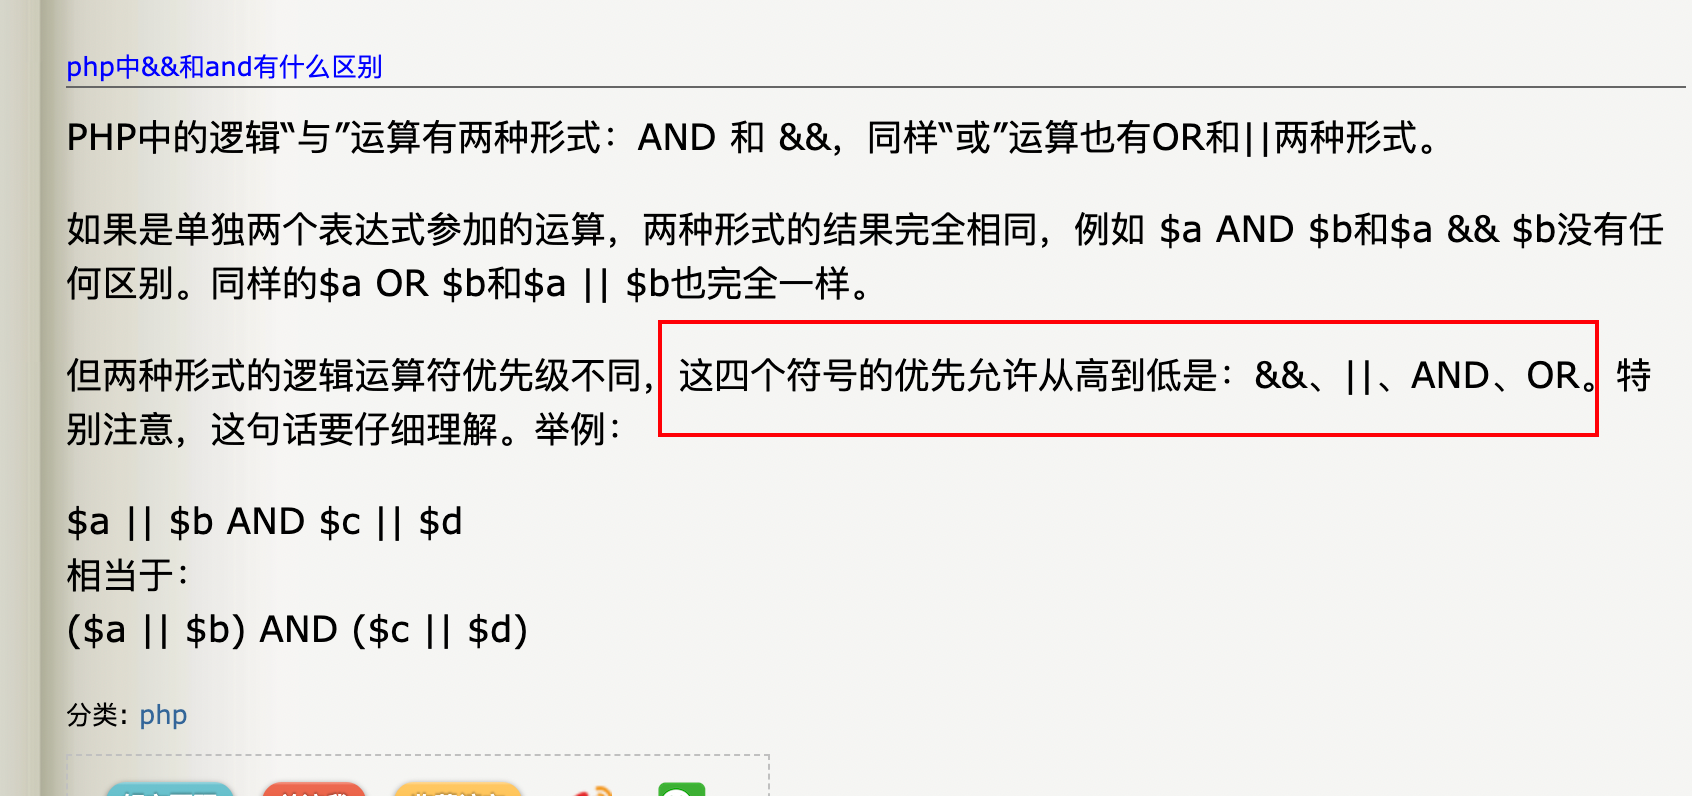 php中&&和and有什么区别
PHP中的逻辑“与”运算有两种形式：AND 和 &&，同样“或”运算也有OR和||两种形式。
如果是单独两个表达式参加的运算，两种形式的结果完全相同，例如 $a AND $b和$a && $b没有任
何区别。同样的$a OR $b和$a || $b也完全一样。
但两种形式的逻辑运算符优先级不同，这四个符号的优先允许从高到低是：&&、||、AND、OR。特
别注意，这句话要仔细理解。举例：
$a || $b AND $c || $d
相当于：
($a || $b) AND ($c || $d)
分类: php